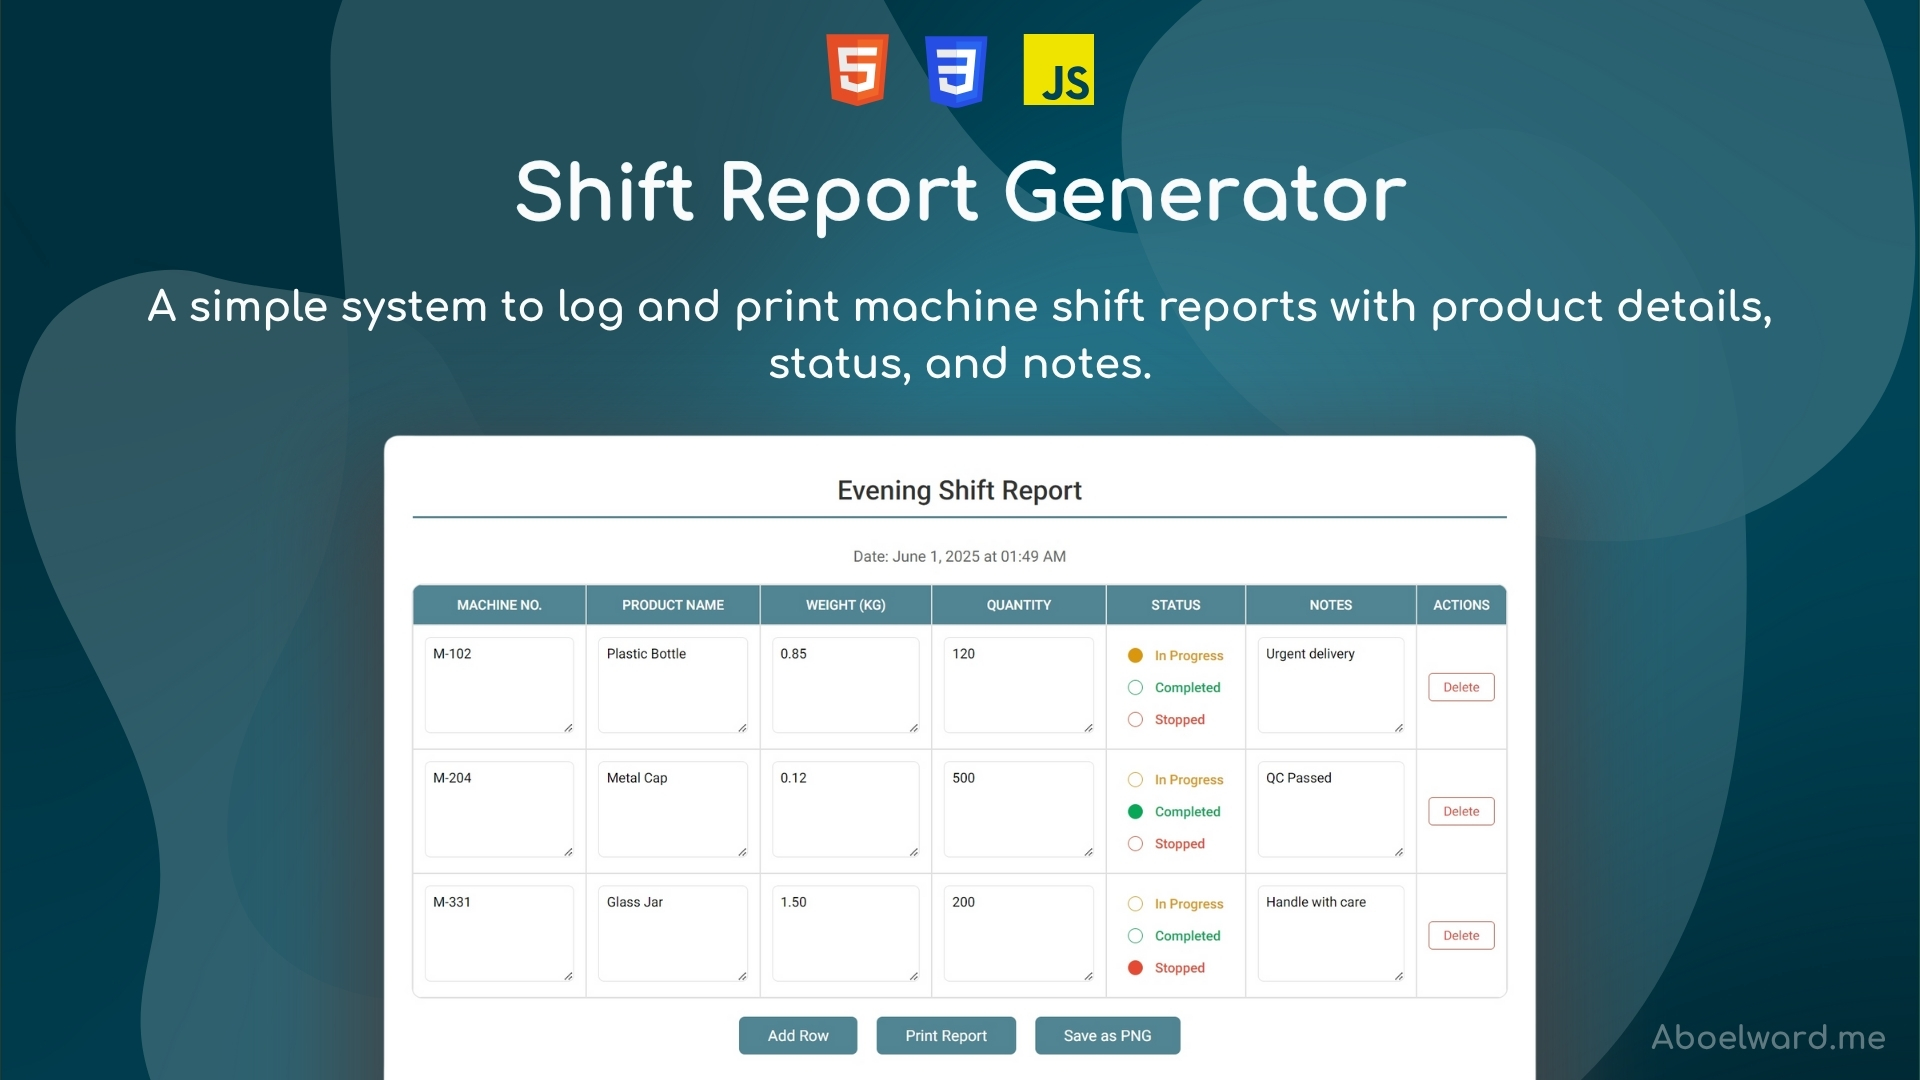 JS
Shift Report Generator
A simple system to log and print machine shift reports with product details,
status, and notes.
Evening Shift Report
Date: June 1, 2025 at 01:49 AM
MACHINE NO. PRODUCT NAME WEIGHT (KG) QUANTITY STATUS NOTES ACTIONS
M-102 Plastic Bottle 0.85 120 In Progress Urgent delivery
Completed Delete
Stopped
M-204 Metal Cap 0.12 500 In Progress QC Passed
Completed Delete
Stopped
M-331 Glass Jar 1.50 200 In Progress Handle with care
Completed Delete
Stopped
Add Row Print Report Save as PNG
Aboelward.me